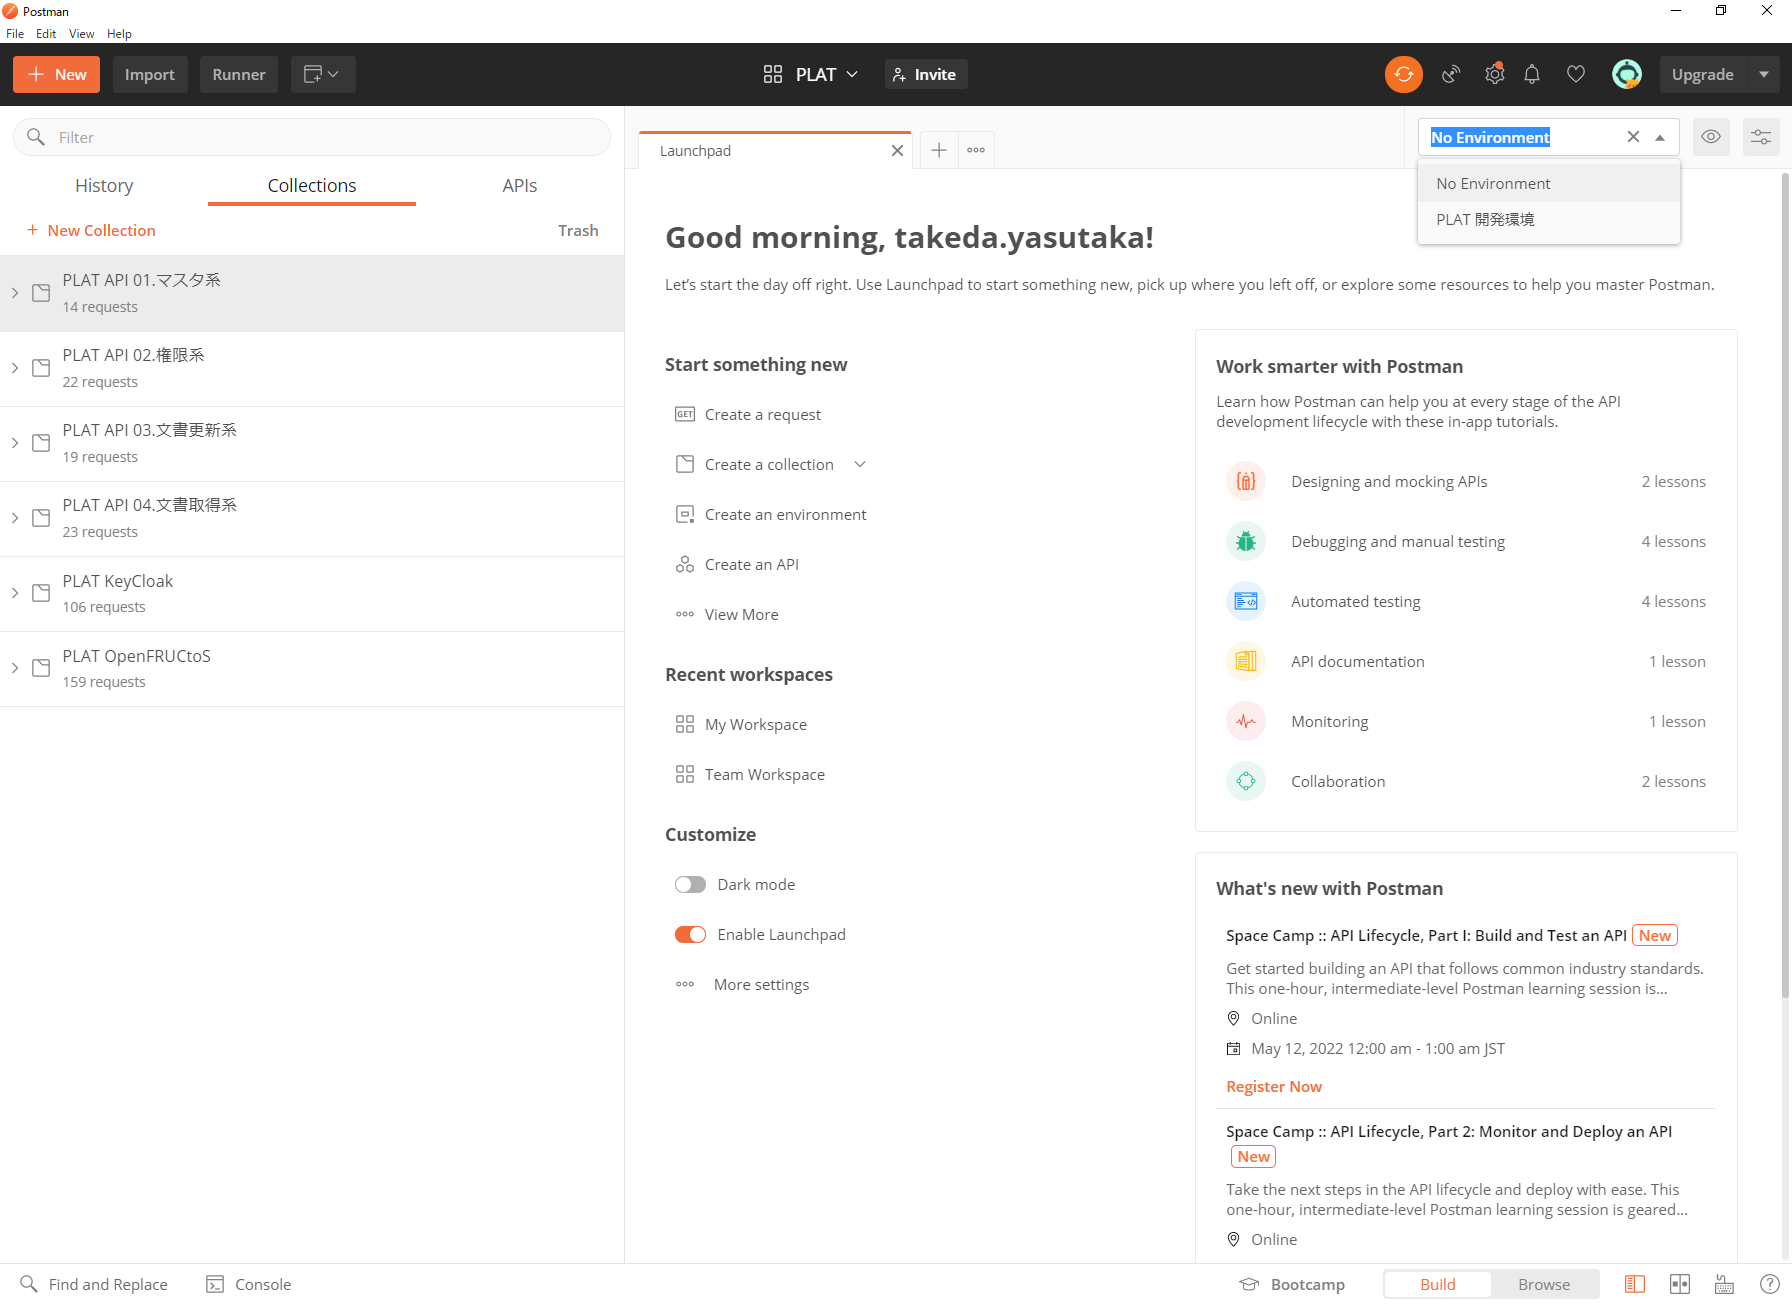 Postman
File Edit View Help
New Import Runner PLAT Invite Upgrade
Filter
History Collections APIs
New Collection Trash
PLAT API 01.マスタ系
14 requests
PLAT API 02.権限系
22 requests
PLAT API 03.文書更新系
19 requests
PLAT API 04.文書取得系
23 requests
PLAT KeyCloak
106 requests
PLAT OpenFRUCtoS
159 requests
Launchpad
No Environment
No Environment
PLAT 開発環境
Good morning, takeda.yasutaka!
Let’s start the day off right. Use Launchpad to start something new, pick up where you left off, or explore some resources to help you master Postman.
Start something new
GET Create a request
Create a collection
Create an environment
Create an API
View More
Recent workspaces
My Workspace
Team Workspace
Customize
Dark mode
Enable Launchpad
More settings
Work smarter with Postman
Learn how Postman can help you at every stage of the API
development lifecycle with these in-app tutorials.
Designing and mocking APIs 2 lessons
Debugging and manual testing 4 lessons
Automated testing 4 lessons
API documentation 1 lesson
Monitoring 1 lesson
Collaboration 2 lessons
What's new with Postman
Space Camp :: API Lifecycle, Part I: Build and Test an API New
Get started building an API that follows common industry standards.
This one-hour, intermediate-level Postman learning session is...
Online
May 12, 2022 12:00 am - 1:00 am JST
Register Now
Space Camp :: API Lifecycle, Part 2: Monitor and Deploy an API
New
Take the next steps in the API lifecycle and deploy with ease. This
one-hour, intermediate-level Postman learning session is geared...
Online
Find and Replace Console Bootcamp Build Browse